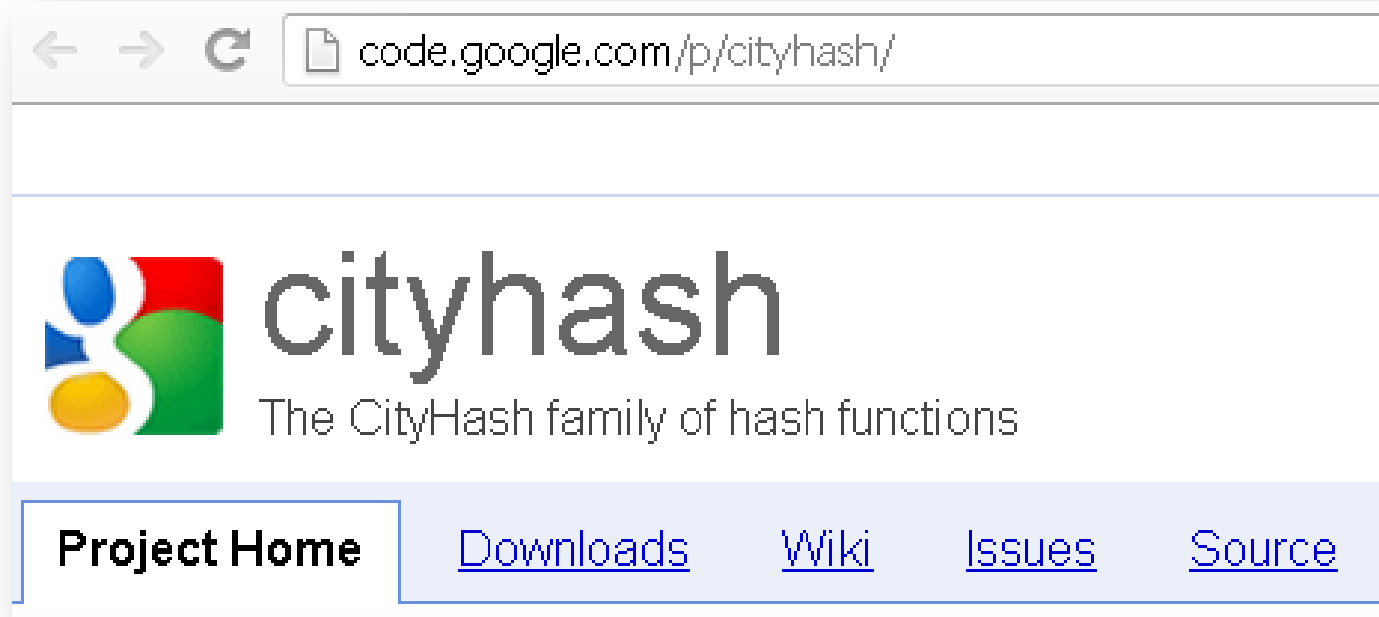 code.google.com/p/cityhash/
cityhash
The CityHash family of hash functions
Project Home Downloads Wiki Issues Source